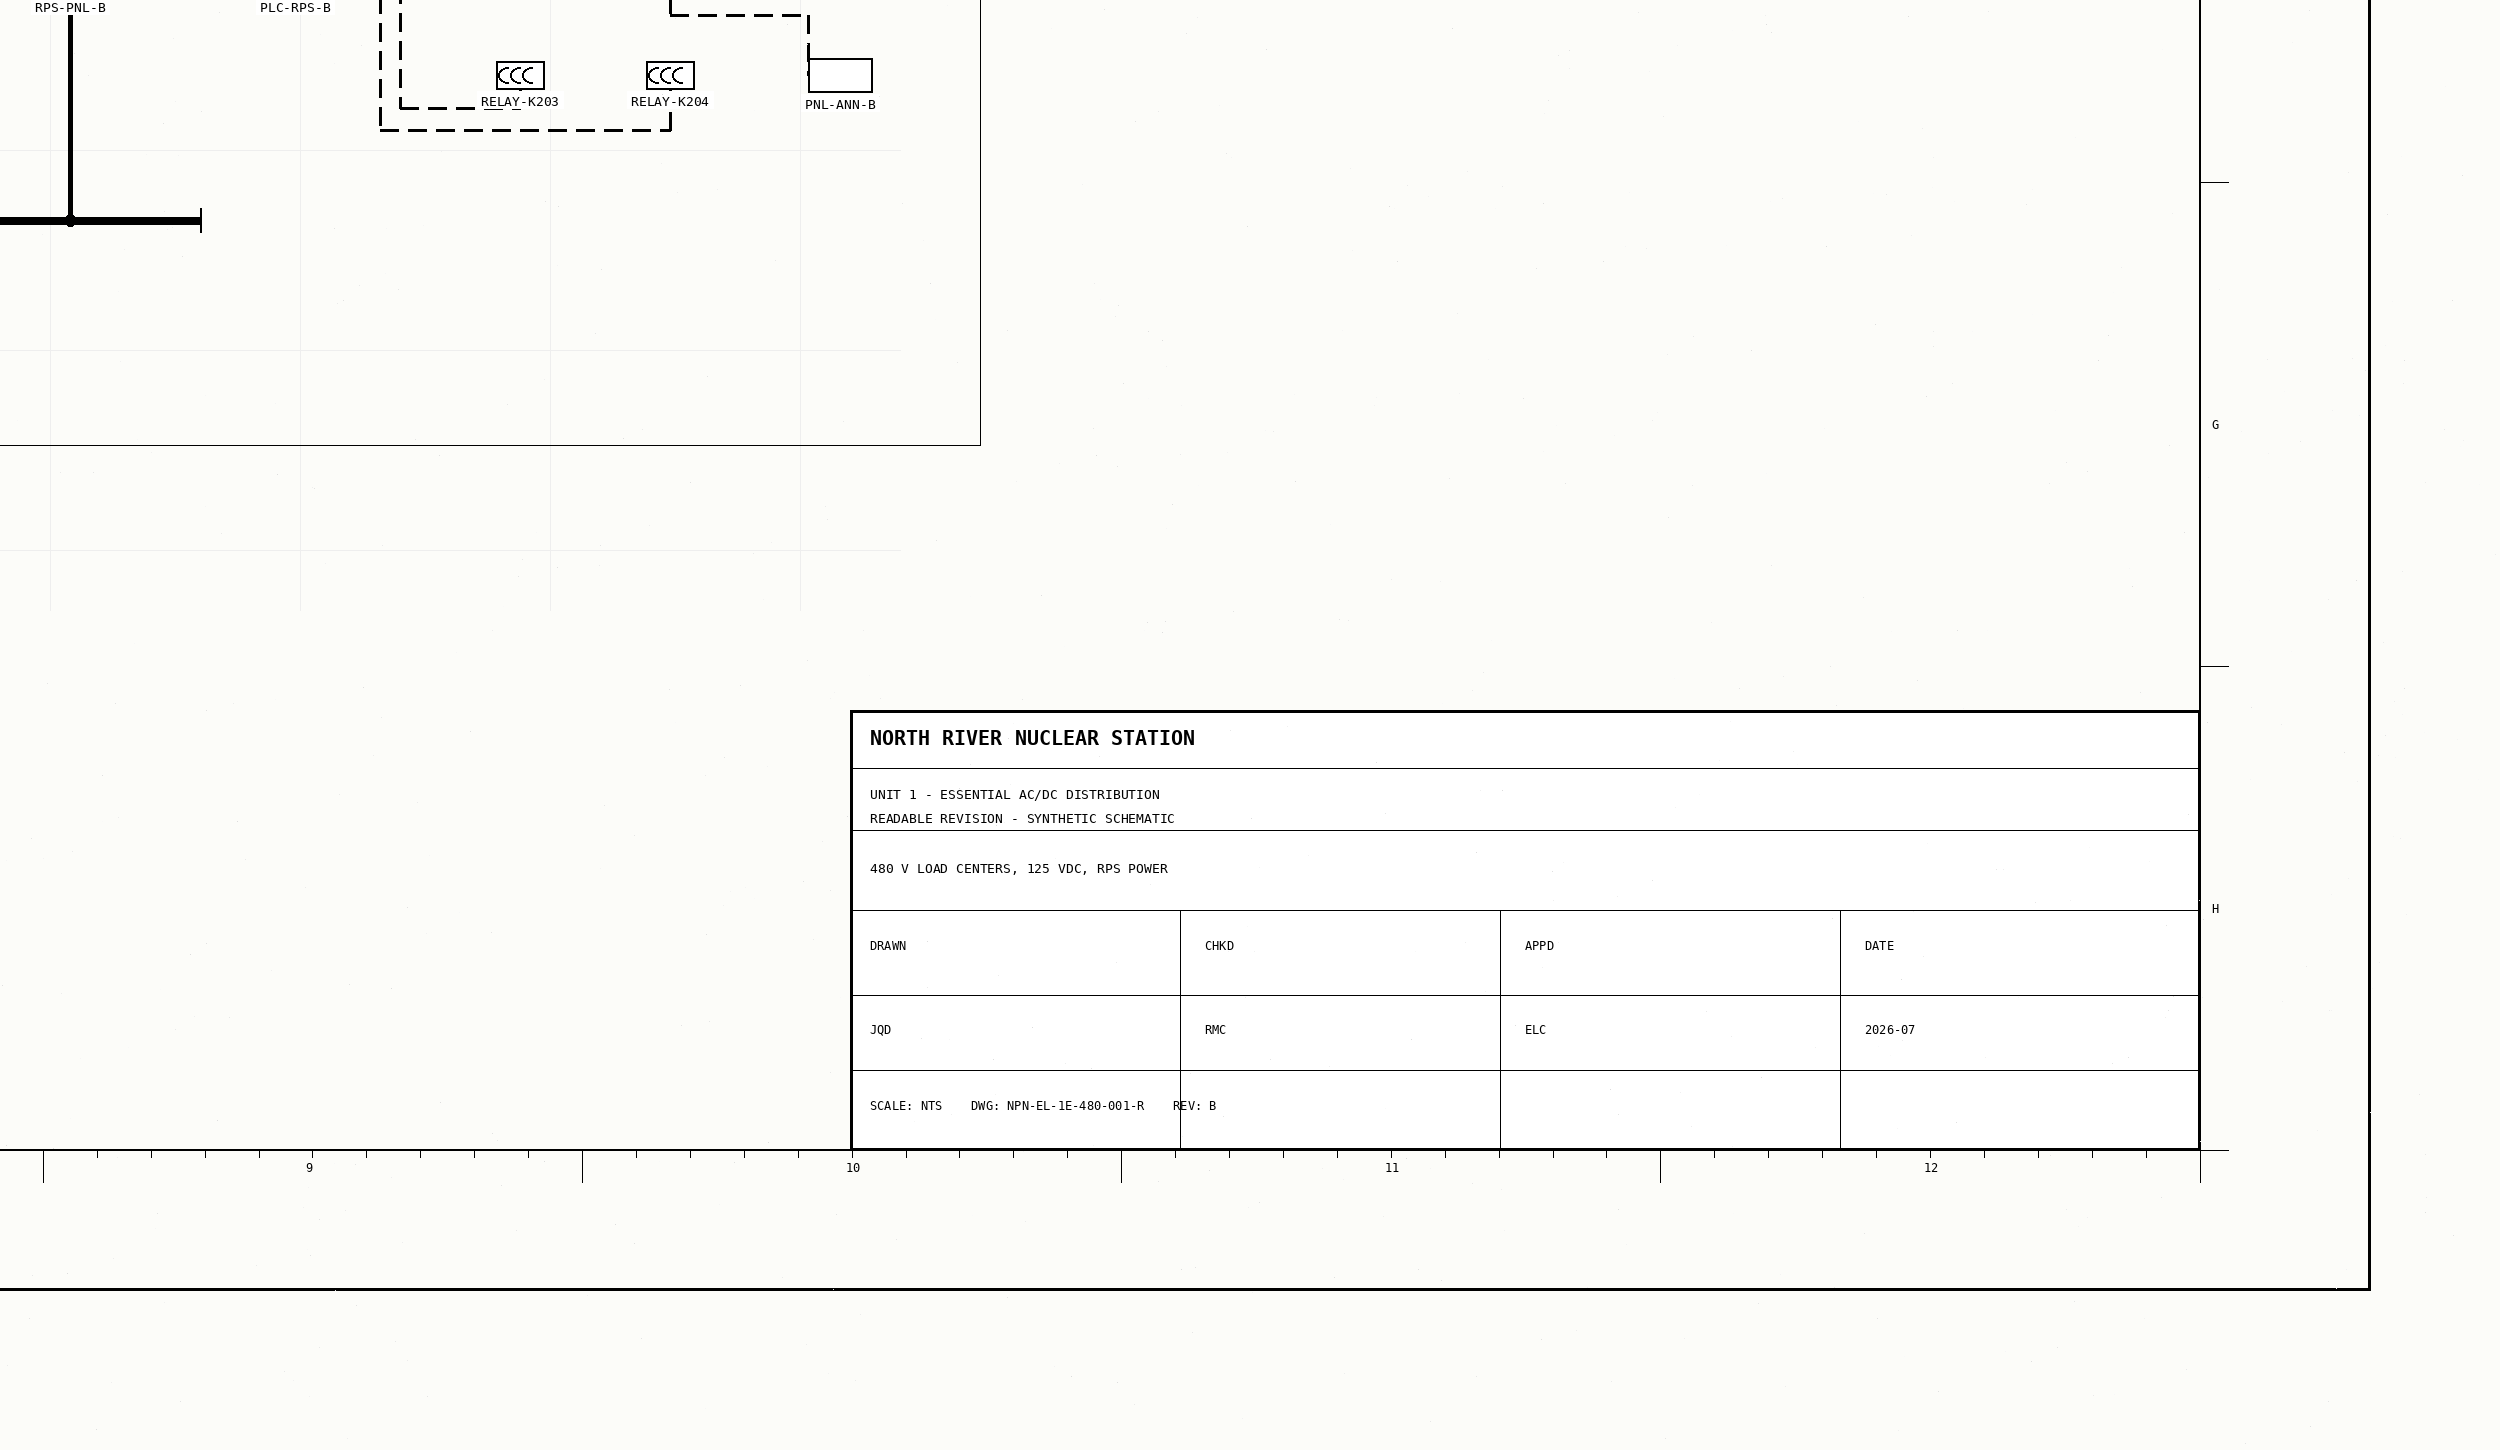 RPS-PNL-B
PLC-RPS-B
RELAY-K203
RELAY-K204
PNL-ANN-B
G
NORTH RIVER NUCLEAR STATION
UNIT 1 - ESSENTIAL AC/DC DISTRIBUTION
READABLE REVISION - SYNTHETIC SCHEMATIC
480 V LOAD CENTERS, 125 VDC, RPS POWER
H
DRAWN CHKD APPD DATE
JQD RMC ELC 2026-07
SCALE: NTS DWG: NPN-EL-1E-480-001-R REV: B
9 10 11 12